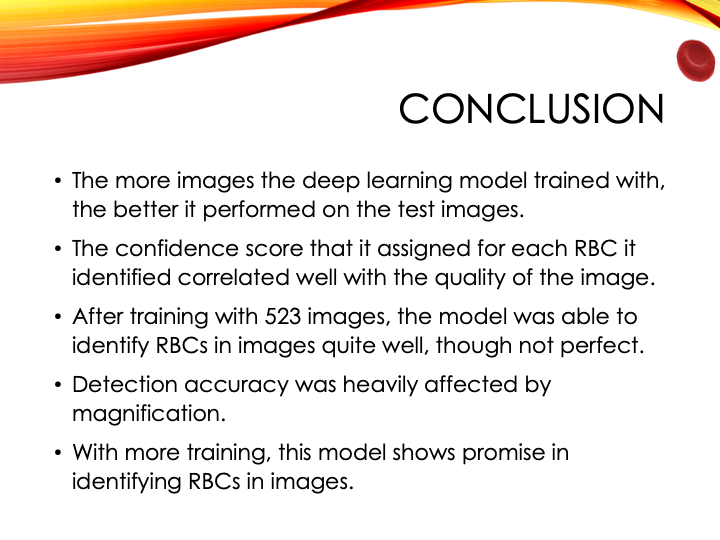 CONCLUSION
• The more images the deep learning model trained with,
the better it performed on the test images.
• The confidence score that it assigned for each RBC it
identified correlated well with the quality of the image.
• After training with 523 images, the model was able to
identify RBCs in images quite well, though not perfect.
• Detection accuracy was heavily affected by
magnification.
• With more training, this model shows promise in
identifying RBCs in images.